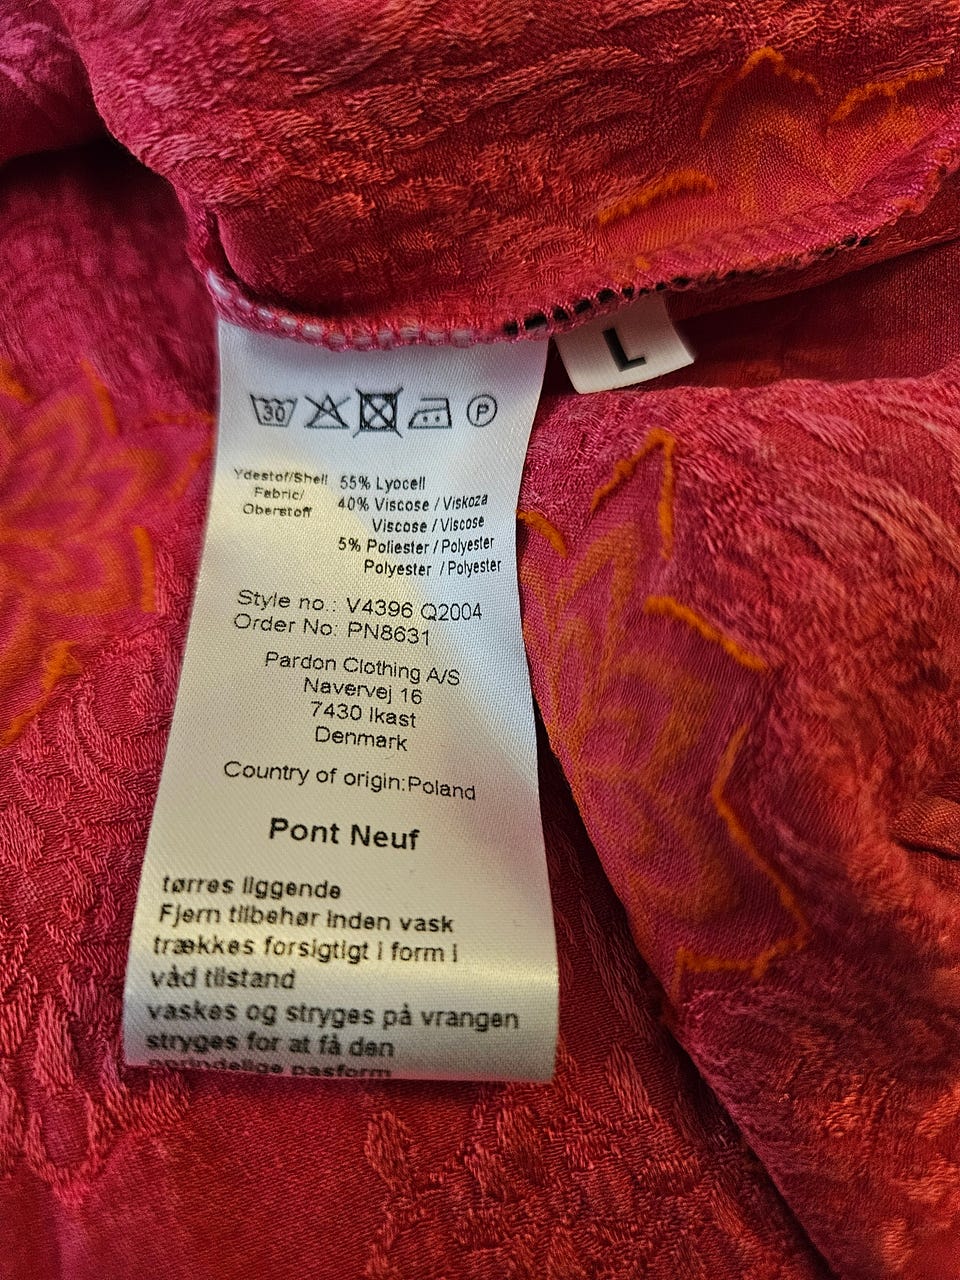 L
30 P
Ydestof/Shell
Fabric/
Oberstoff
55% Lyocell
40% Viscose / Viskoza
Viscose / Viscose
5% Poliester / Polyester
Polyester / Polyester
Style no.: V4396 Q2004
Order No: PN8631
Pardon Clothing A/S
Navervej 16
7430 Ikast
Denmark
Country of origin:Poland
Pont Neuf
tørres liggende
Fjern tilbehør inden vask
trækkes forsigtigt i form i
våd tilstand
vaskes og stryges på vrangen
stryges for at få den
oprindelige pasform